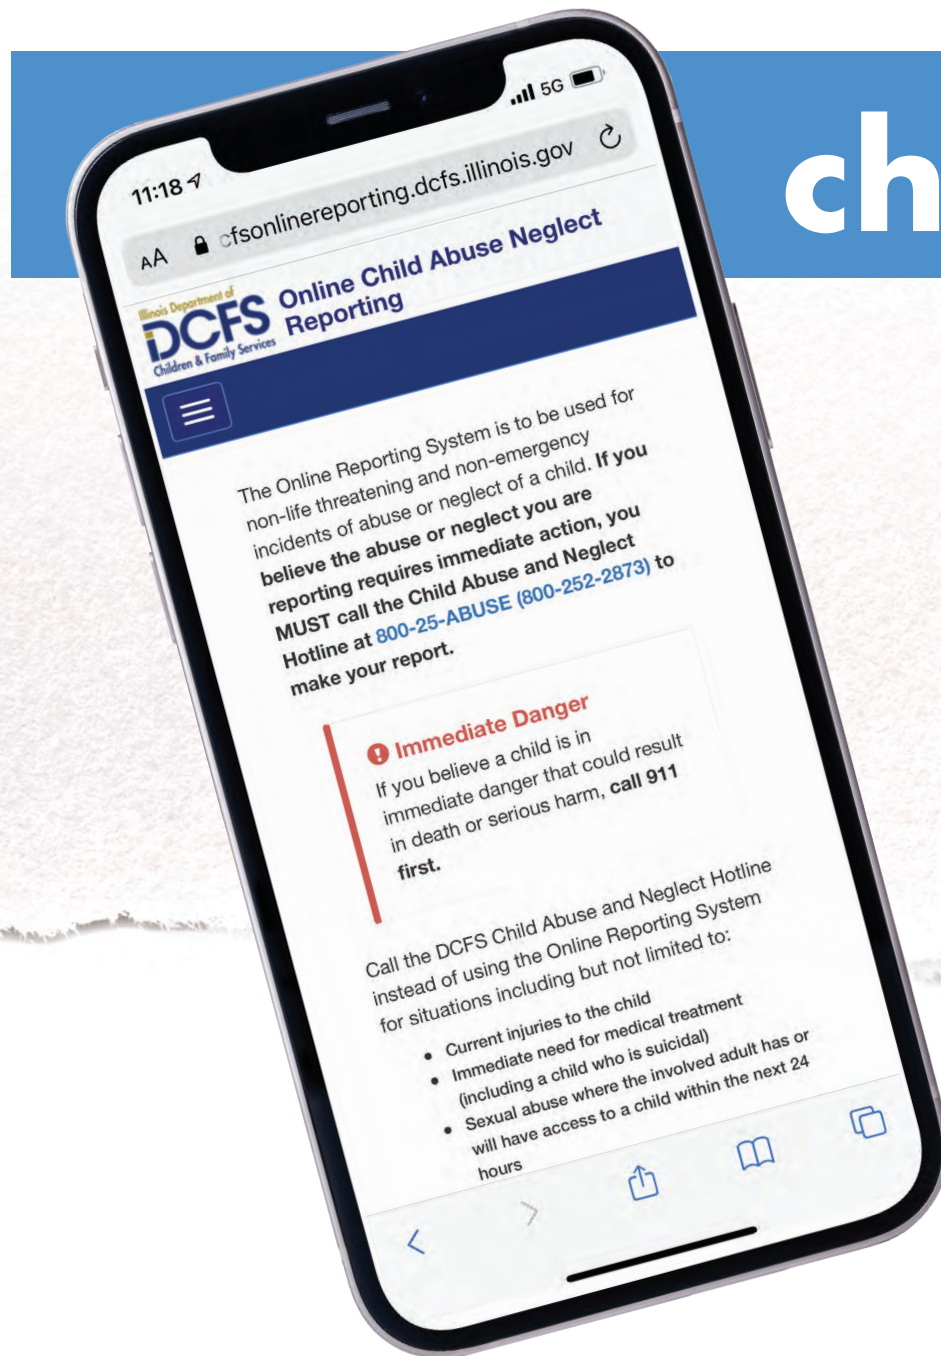 ch
11:18
5G
AA cfsonlinereporting.dcfs.illinois.gov
Illinois Department of
DCFS
Children & Family Services
Online Child Abuse Neglect
Reporting
The Online Reporting System is to be used for
non-life threatening and non-emergency
incidents of abuse or neglect of a child. If you
believe the abuse or neglect you are
reporting requires immediate action, you
MUST call the Child Abuse and Neglect
Hotline at 800-25-ABUSE (800-252-2873) to
make your report.
Immediate Danger
If you believe a child is in
immediate danger that could result
in death or serious harm, call 911
first.
Call the DCFS Child Abuse and Neglect Hotline
instead of using the Online Reporting System
for situations including but not limited to:
• Current injuries to the child
• Immediate need for medical treatment
(including a child who is suicidal)
• Sexual abuse where the involved adult has or
will have access to a child within the next 24
hours